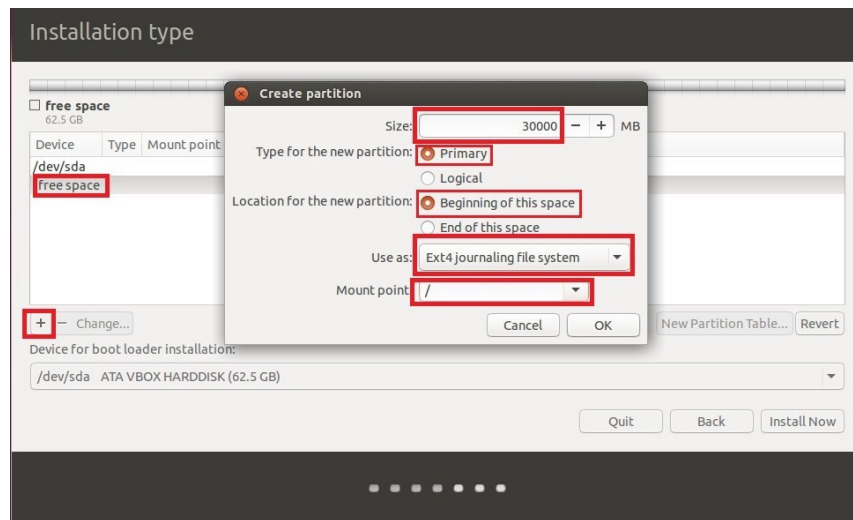 Installation type
free space
62.5 GB
Device Type Mount point
/dev/sda
free space
Create partition
Size: 30000 - + MB
Type for the new partition: Primary
Logical
Location for the new partition: Beginning of this space
End of this space
Use as: Ext4 journaling file system
Mount point: /
Cancel OK
+ - Change... New Partition Table... Revert
Device for boot loader installation:
/dev/sda ATA VBOX HARDDISK (62.5 GB)
Quit Back Install Now